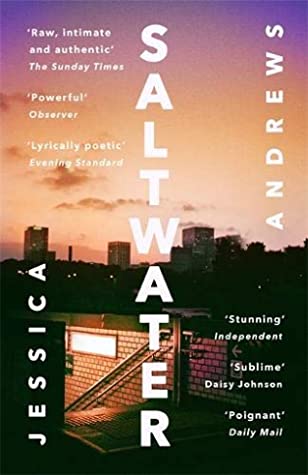 'Raw, intimate
and authentic'
The Sunday Times
'Powerful'
Observer
'Lyrically poetic'
Evening Standard
SALTWATER
JESSICA
ANDREWS
'Stunning'
Independent
'Sublime'
Daisy Johnson
'Poignant'
Daily Mail